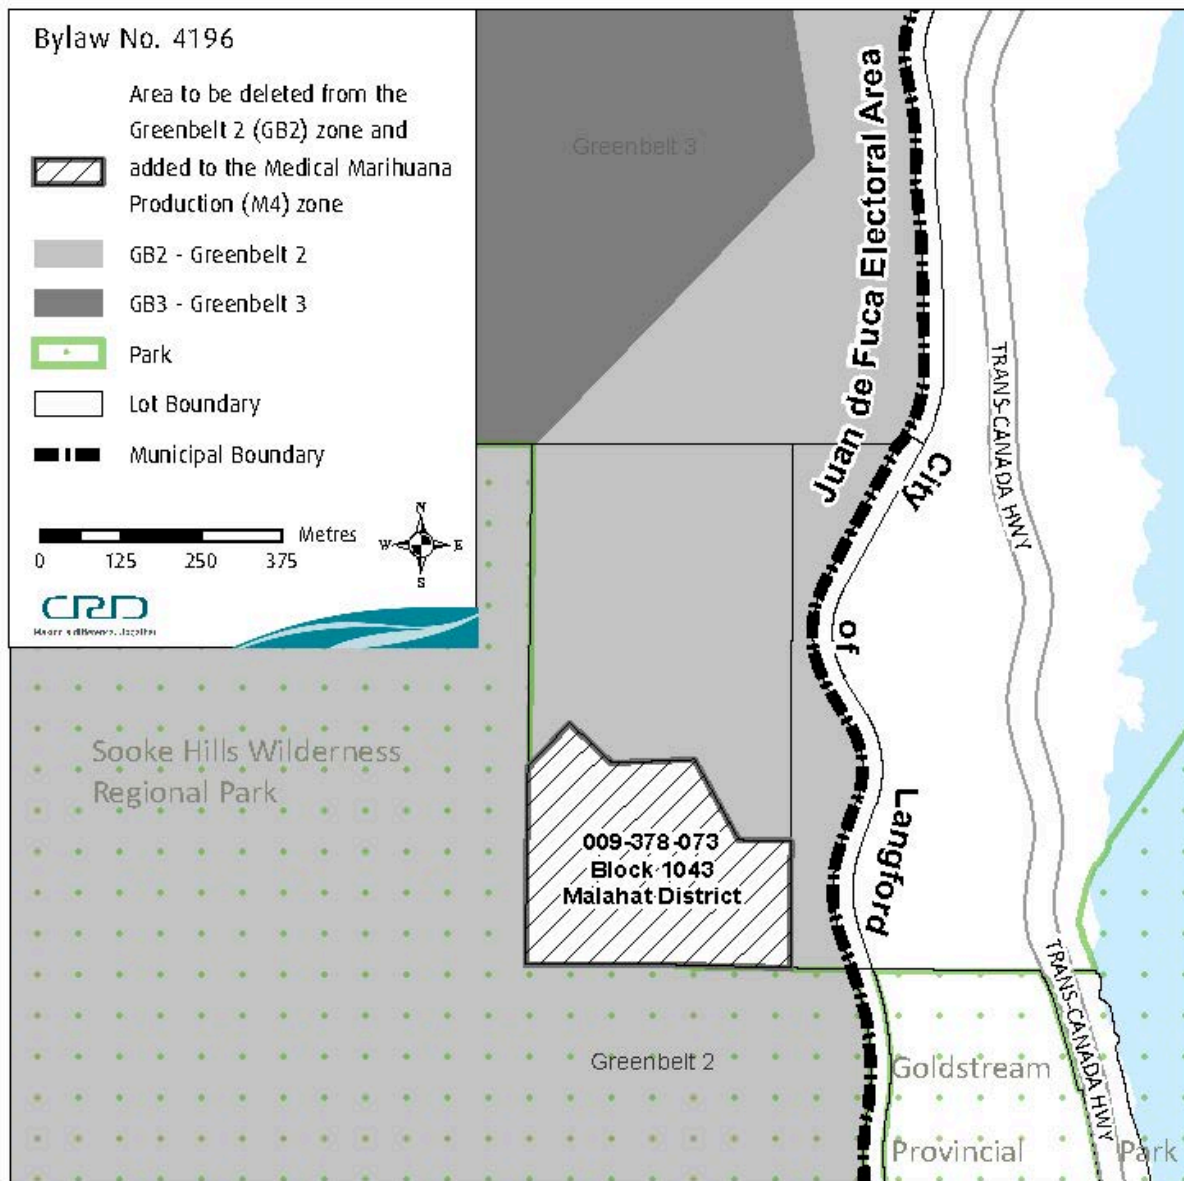 Bylaw No. 4196
Area to be deleted from the
Greenbelt 2 (GB2) zone and
added to the Medical Marihuana
Production (M4) zone
GB2 - Greenbelt 2
GB3 - Greenbelt 3
Park
Lot Boundary
Municipal Boundary
Metres
0 125 250 375
N
W E
S
CRD
Making a difference...together
Greenbelt 3
Juan de Fuca Electoral Area
City
of
Langford
TRANS-CANADA HWY
Sooke Hills Wilderness
Regional Park
009-378-073
Block 1043
Malahat District
TRANS-CANADA HWY
Greenbelt 2
Goldstream
Provincial Park